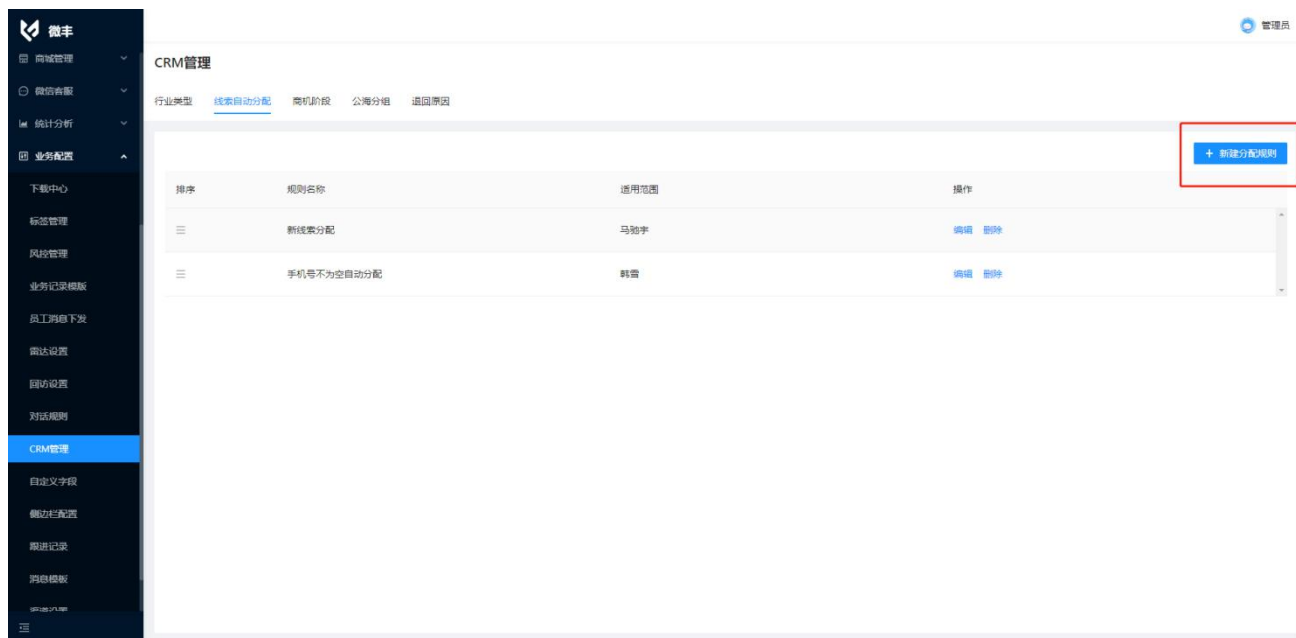 微丰
管理员
商城管理
微信客服
统计分析
业务配置
下载中心
标签管理
风控管理
业务记录模版
员工消息下发
雷达设置
回访设置
对话规则
CRM管理
自定义字段
侧边栏配置
跟进记录
消息模板
CRM管理
行业类型 线索自动分配 商机阶段 公海分组 退回原因
+ 新建分配规则
排序 规则名称 适用范围 操作
新线索分配 马驰宇 编辑 删除
手机号不为空自动分配 韩雪 编辑 删除